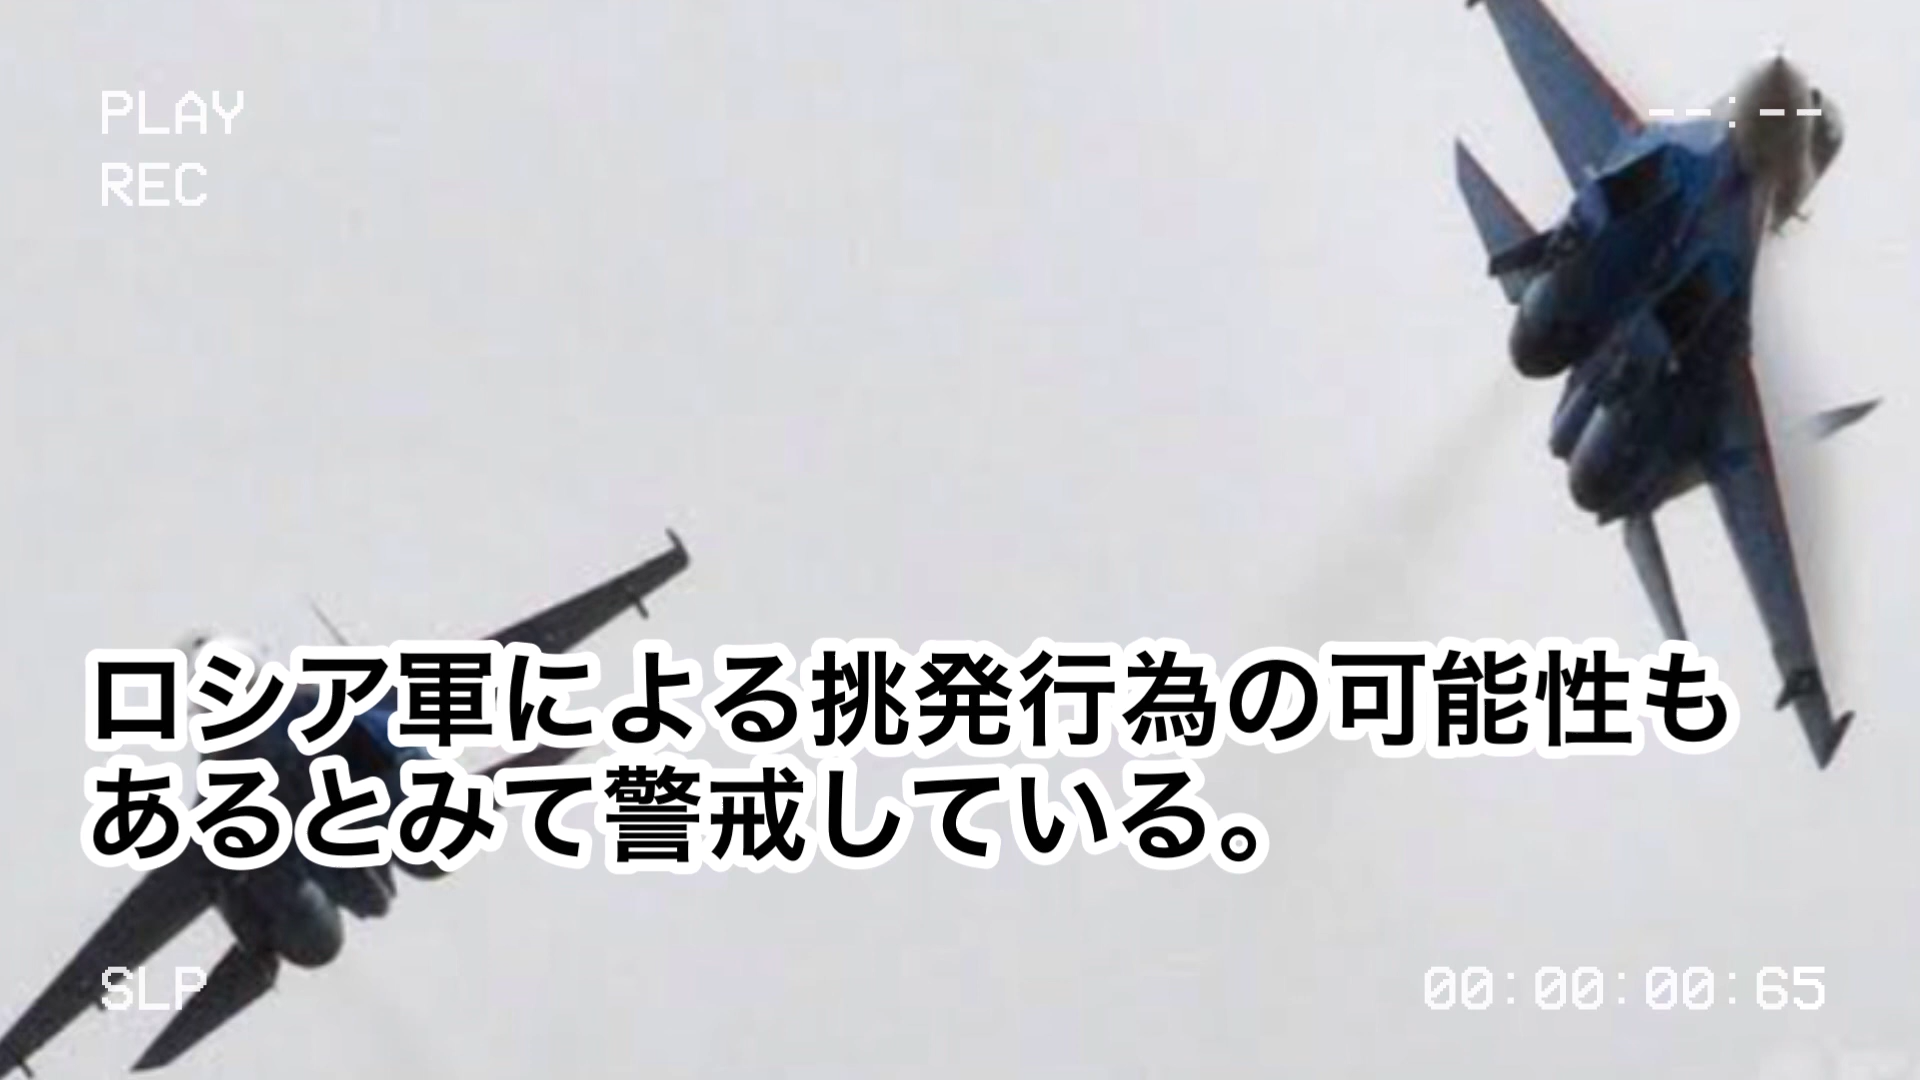 PLAY
--:--
REC
ロシア軍による挑発行為の可能性も
あるとみて警戒している。
SLP
00:00:00:65